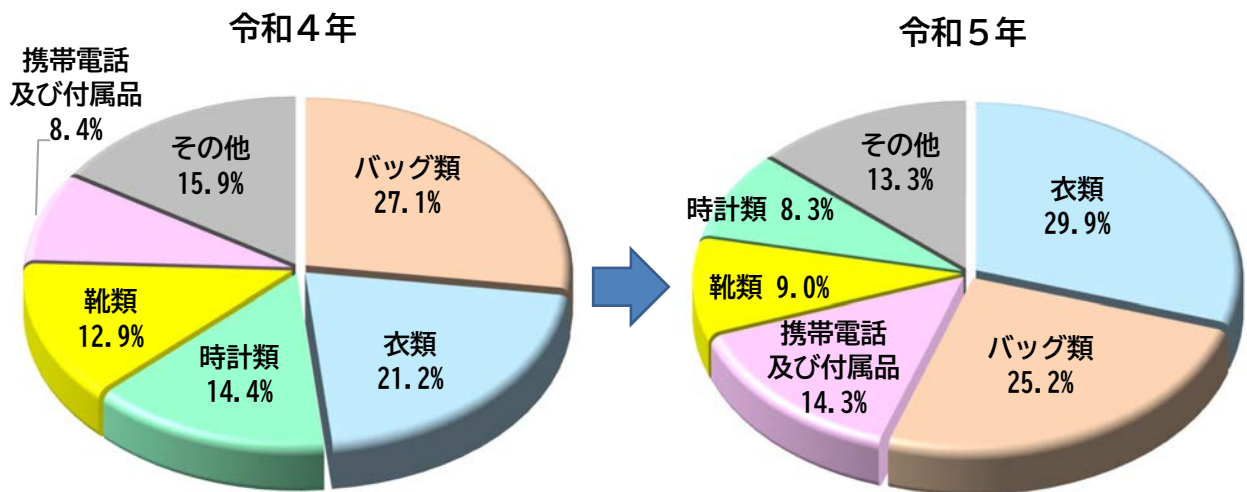 令和４年
携帯電話
及び付属品
8.4%
その他
15.9%
バッグ類
27.1%
靴類
12.9%
時計類
14.4%
衣類
21.2%
令和５年
その他
13.3%
衣類
29.9%
時計類 8.3%
靴類 9.0%
携帯電話
及び付属品
14.3%
バッグ類
25.2%